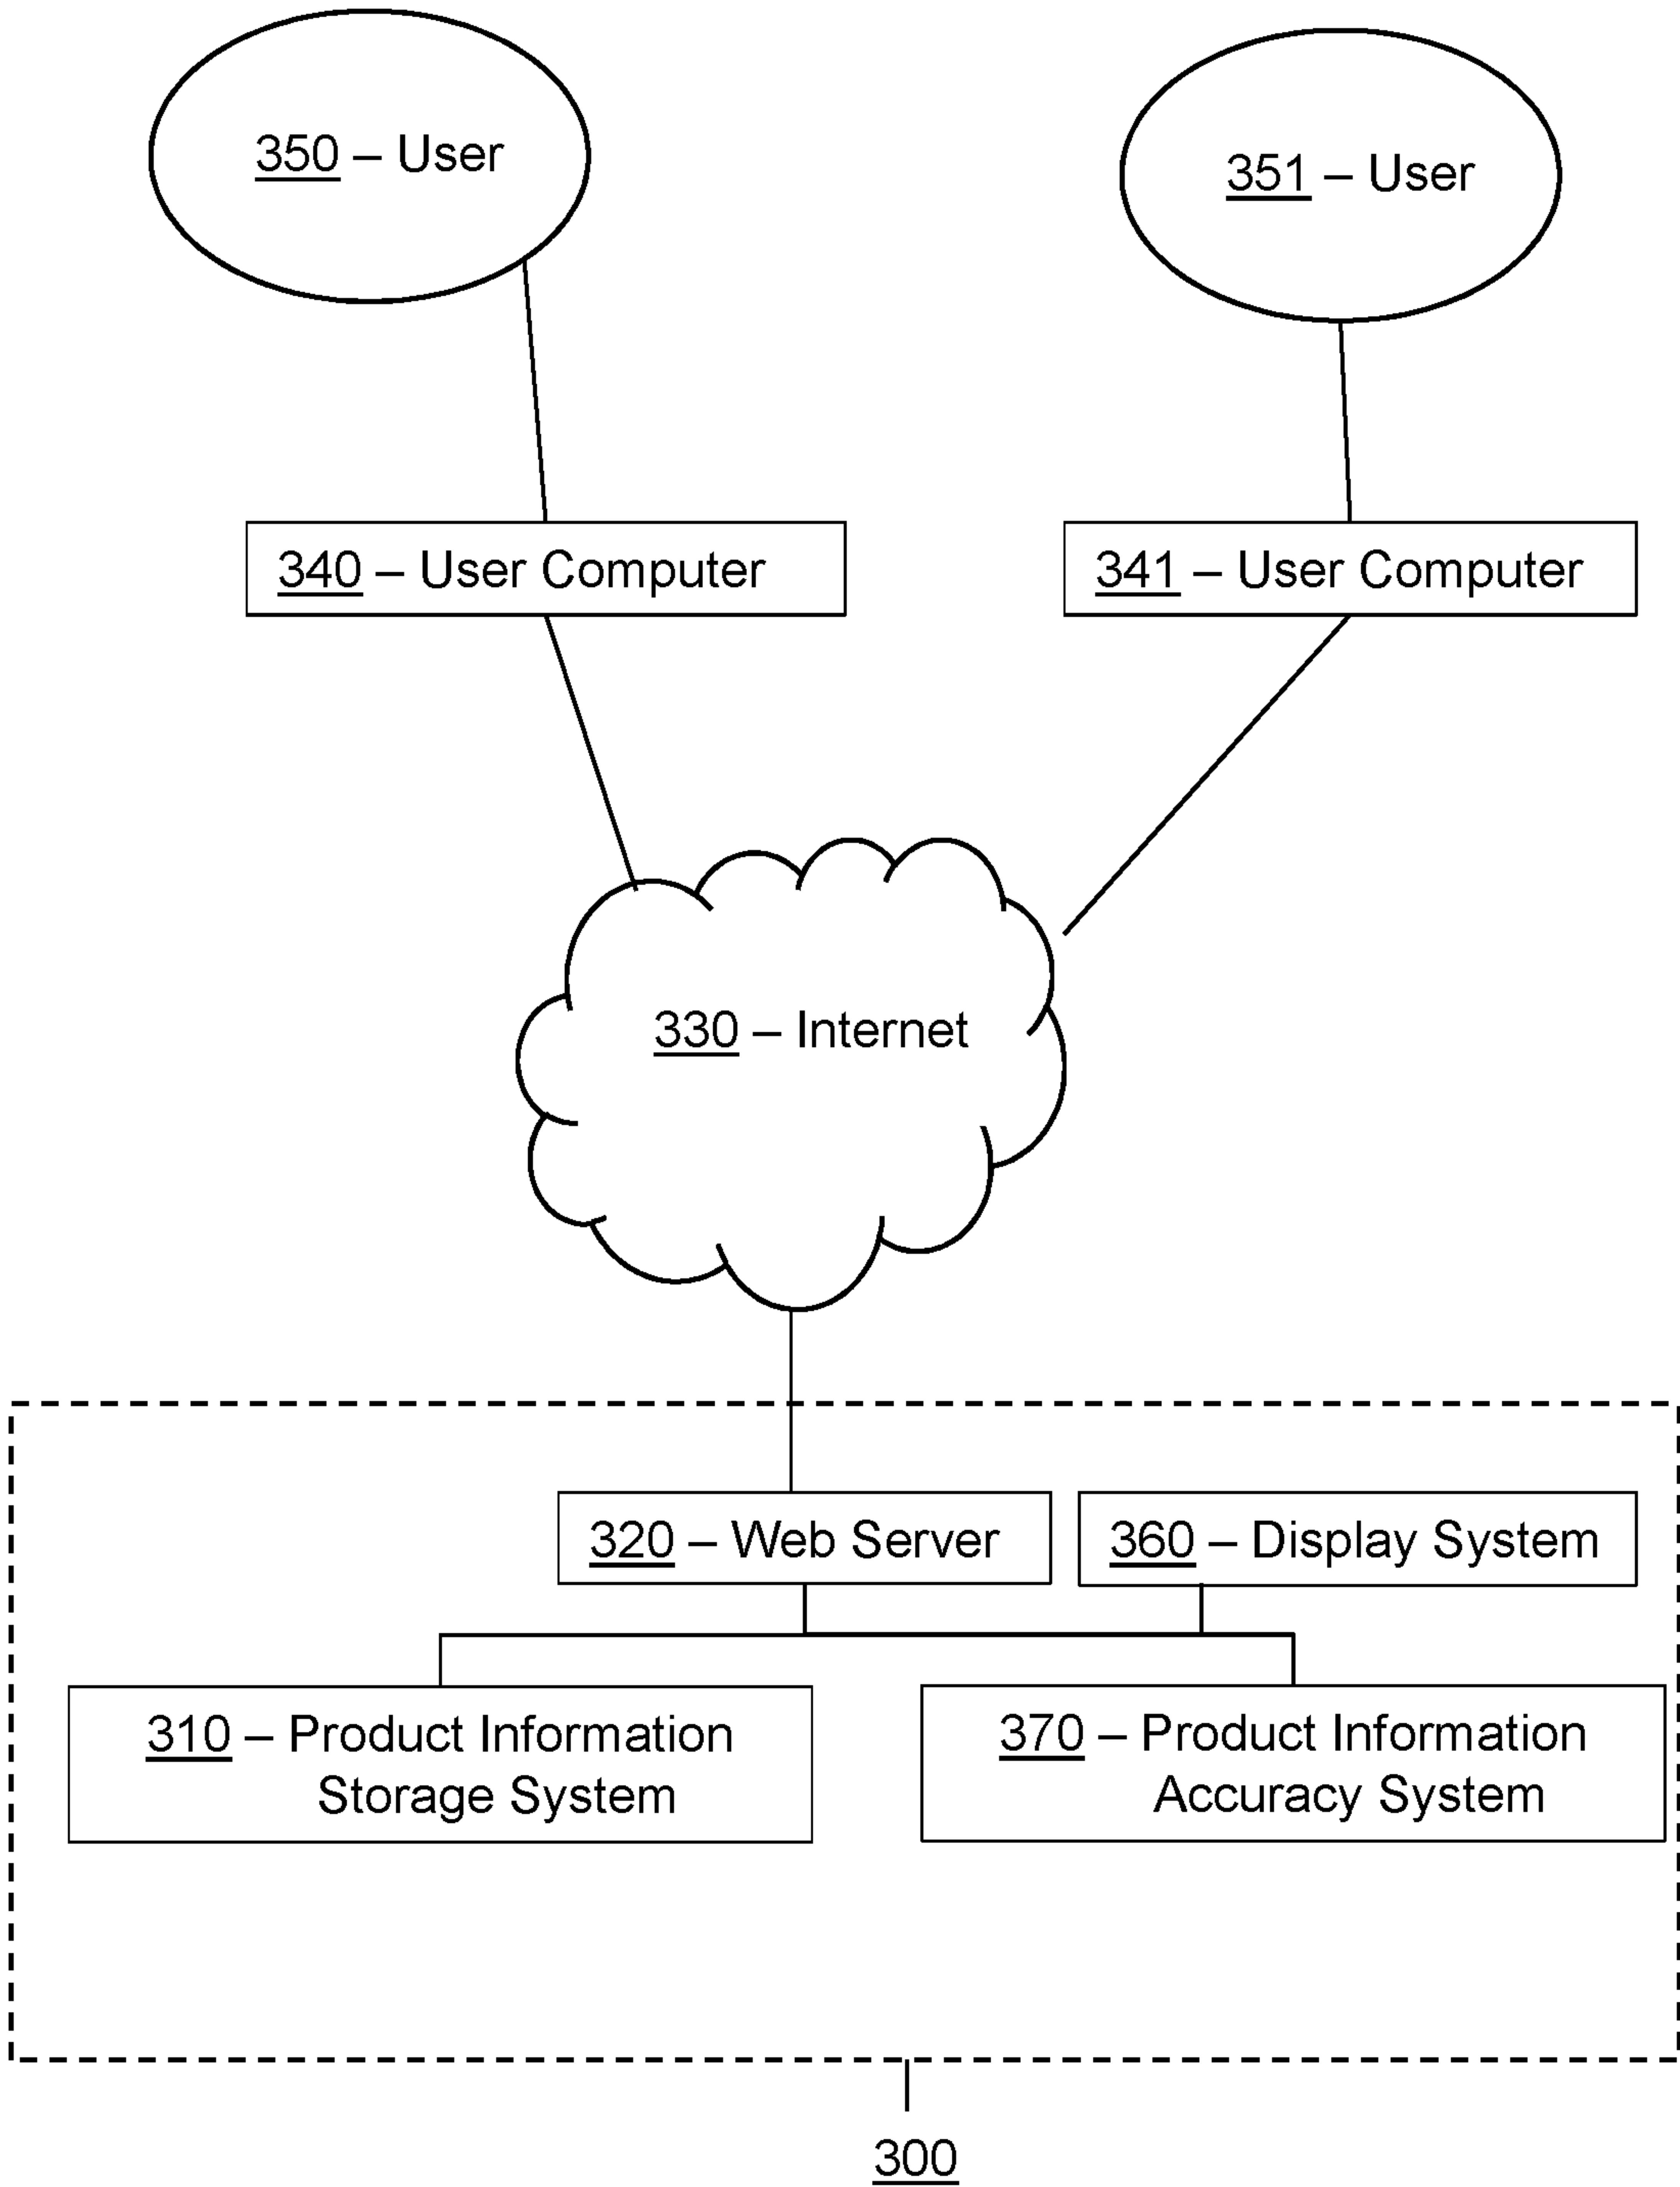 350 – User
351 – User
340 – User Computer
341 – User Computer
330 – Internet
320 – Web Server
360 – Display System
310 – Product Information
Storage System
370 – Product Information
Accuracy System
300